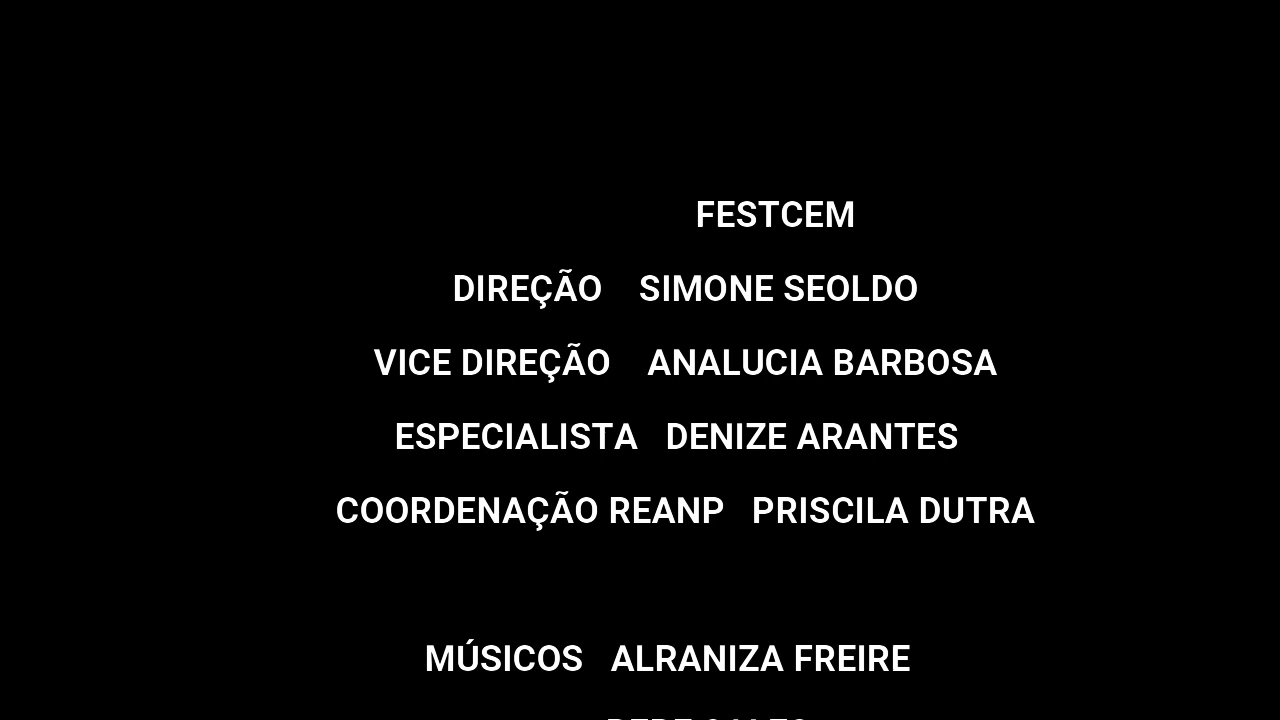 FESTCEM
DIREÇÃO SIMONE SEOLDO
VICE DIREÇÃO ANALUCIA BARBOSA
ESPECIALISTA DENIZE ARANTES
COORDENAÇÃO REANP PRISCILA DUTRA
MÚSICOS ALRANIZA FREIRE